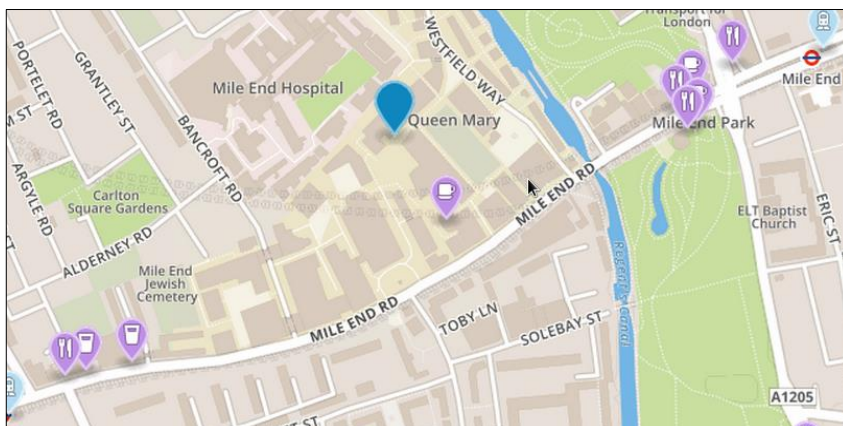 Transport for
London
Mile End
Mile End Park
PORTELET RD
GRANTLEY ST
WESTFIELD WAY
Mile End Hospital
Queen Mary
M ST
ARGYLE RD
BANCROFT RD
Carlton
Square Gardens
ALDERNEY RD
MILE END RD
ELT Baptist
Church
ERIC ST
Mile End
Jewish
Cemetery
Regent's Canal
MILE END RD
TOBY LN
SOLEBAY ST
A1205
ST